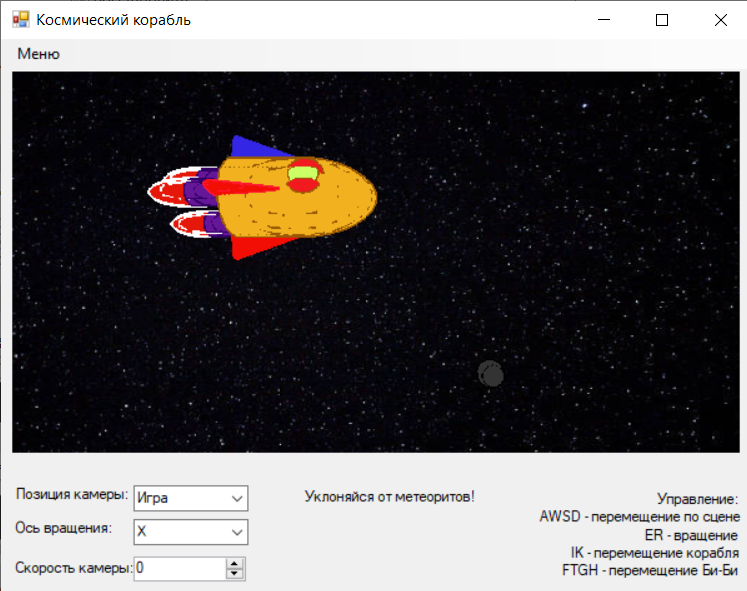 Космический корабль
Меню
Позиция камеры:
Игра
Ось вращения:
X
Скорость камеры:
0
Уклоняйся от метеоритов!
Управление:
AWSD - перемещение по сцене
ER - вращение
IK - перемещение корабля
FTGH - перемещение Би-Би